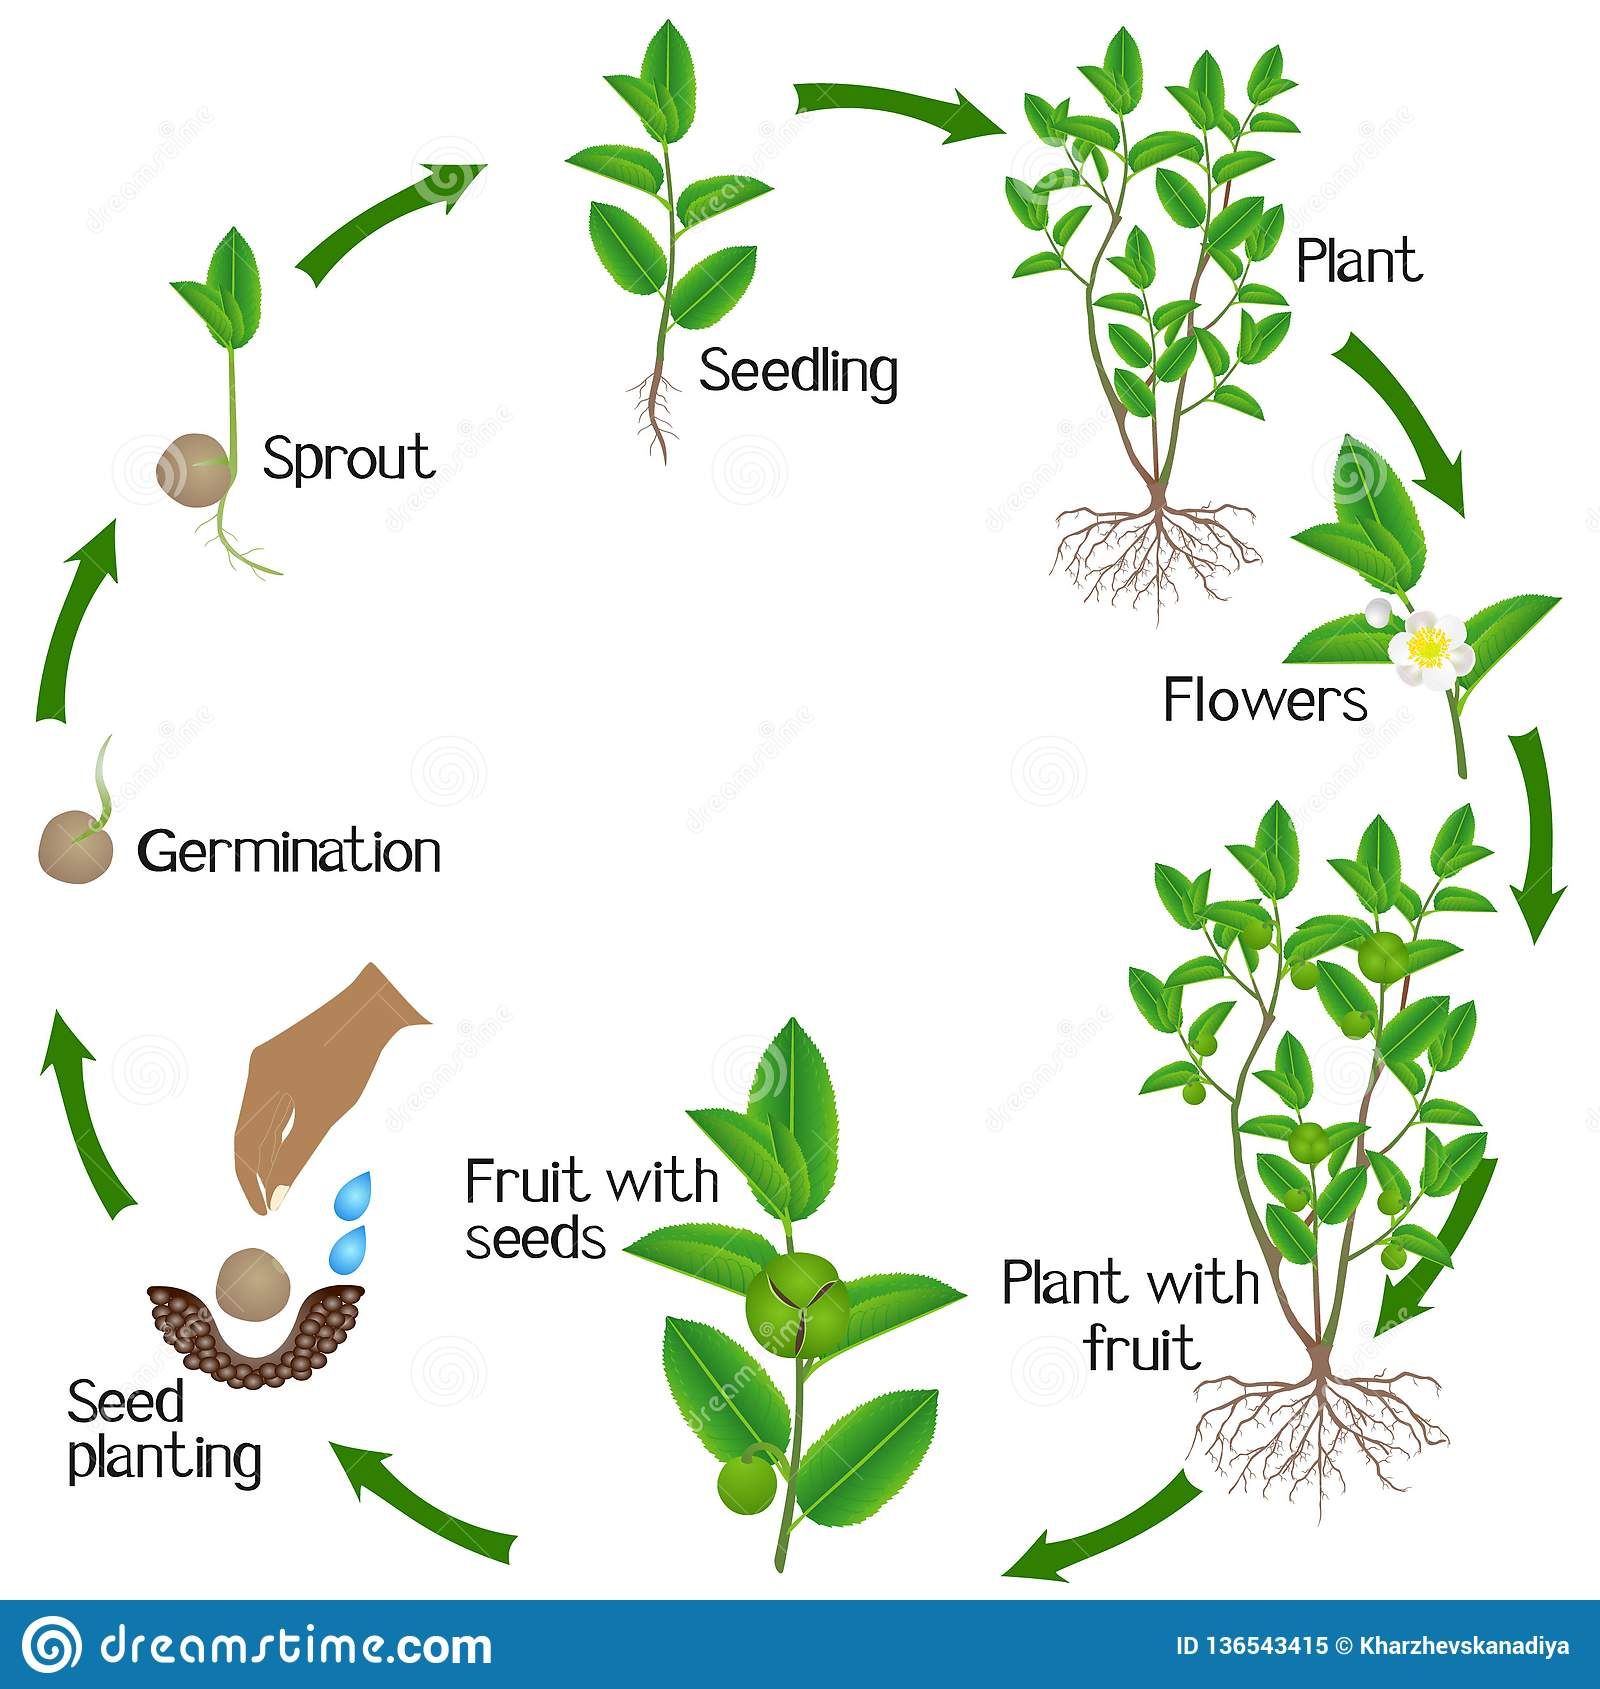 Seedling
Plant
Sprout
Flowers
Germination
Fruit with
seeds
Plant with
fruit
Seed
planting
dreamstime.com
ID 136543415 © Kharzhevskanadiya